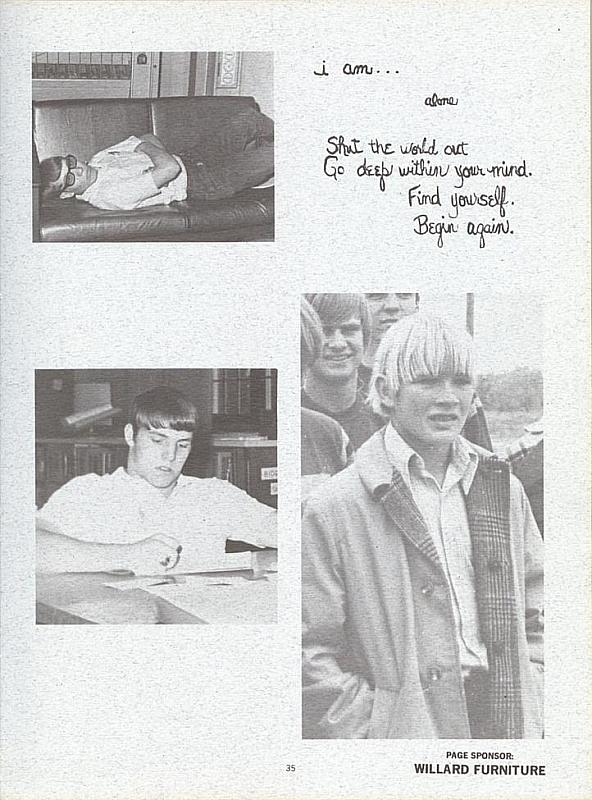 i am...
alone
Shut the world out
Go deep within your mind.
Find yourself.
Begin again.
35
PAGE SPONSOR:
WILLARD FURNITURE